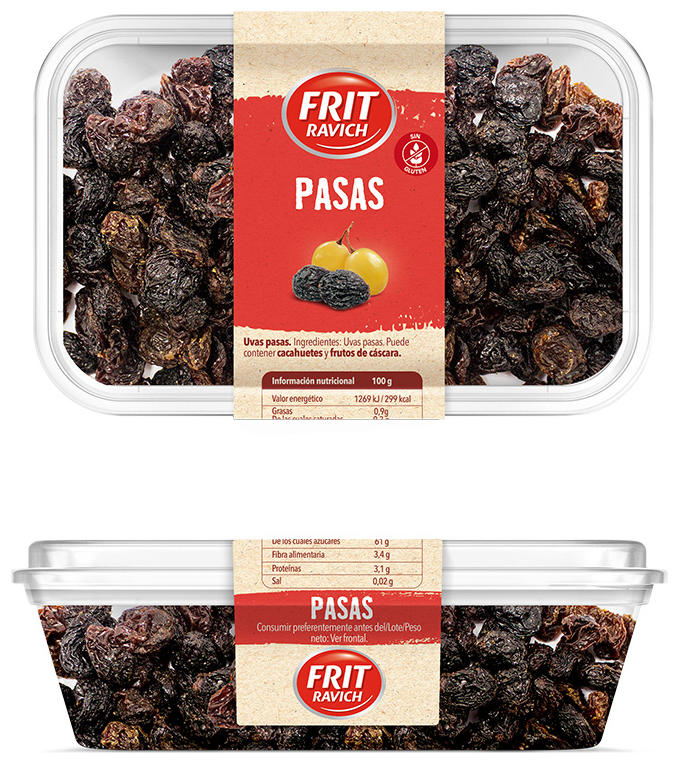 FRIT
RAVICH
SIN
GLUTEN
PASAS
Uvas pasas. Ingredientes: Uvas pasas. Puede
contener cacahuetes y frutos de cáscara.
Información nutricional 100 g
Valor energético 1269 kJ / 299 kcal
Grasas 0,9g
De los cuales azúcares 61 g
Fibra alimentaria 3,4 g
Proteínas 3,1 g
Sal 0,02 g
PASAS
Consumir preferentemente antes del/Lote/Peso
neto: Ver frontal.
FRIT
RAVICH